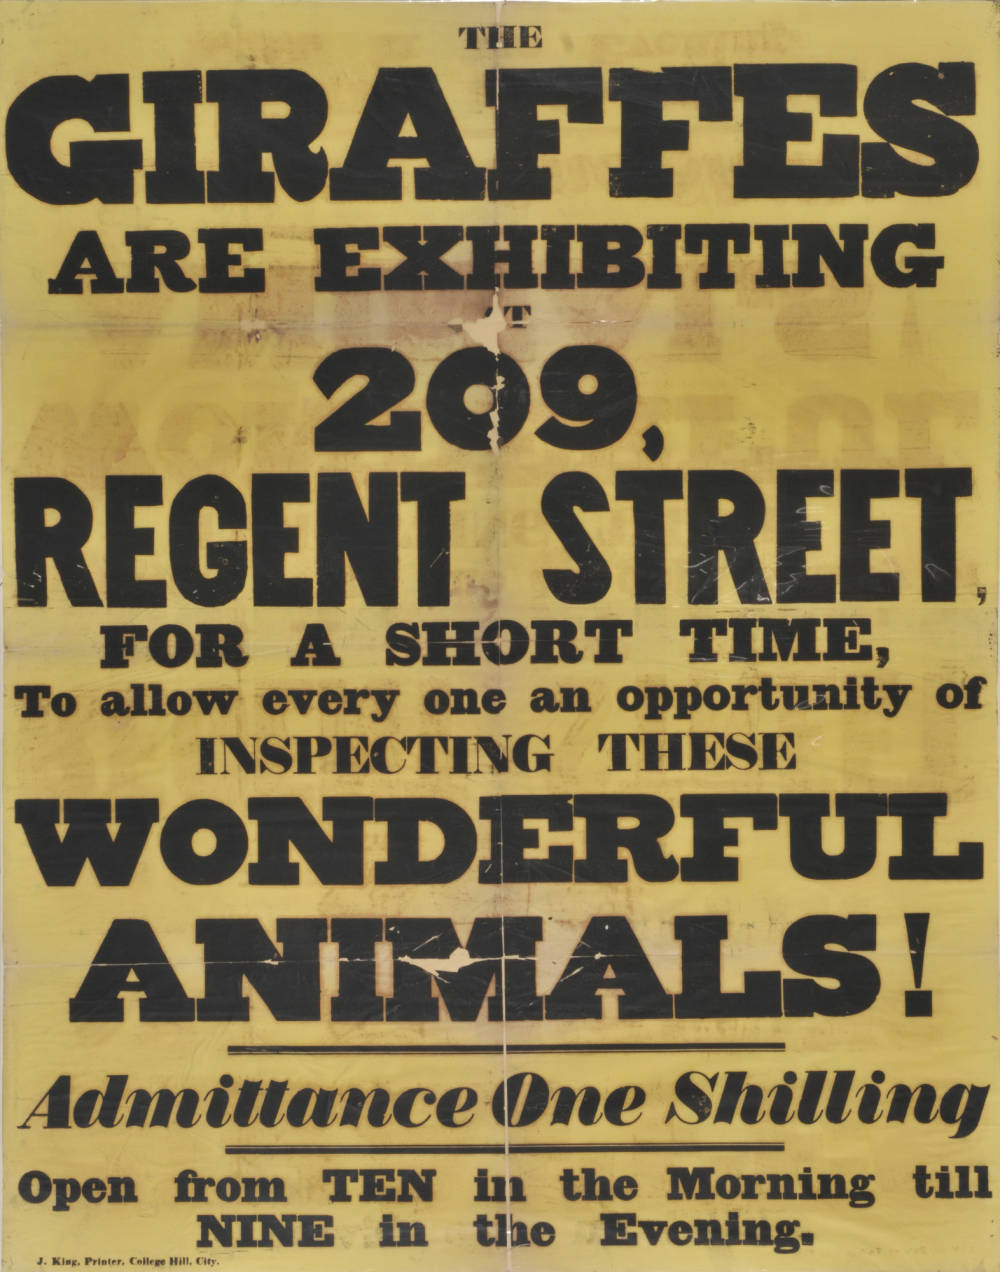 THE
GIRAFFES
ARE EXHIBITING
AT
209,
REGENT STREET,
FOR A SHORT TIME,
To allow every one an opportunity of
INSPECTING THESE
WONDERFUL
ANIMALS!
Admittance One Shilling
Open from TEN in the Morning till
NINE in the Evening.
J. King, Printer, College Hill, City.